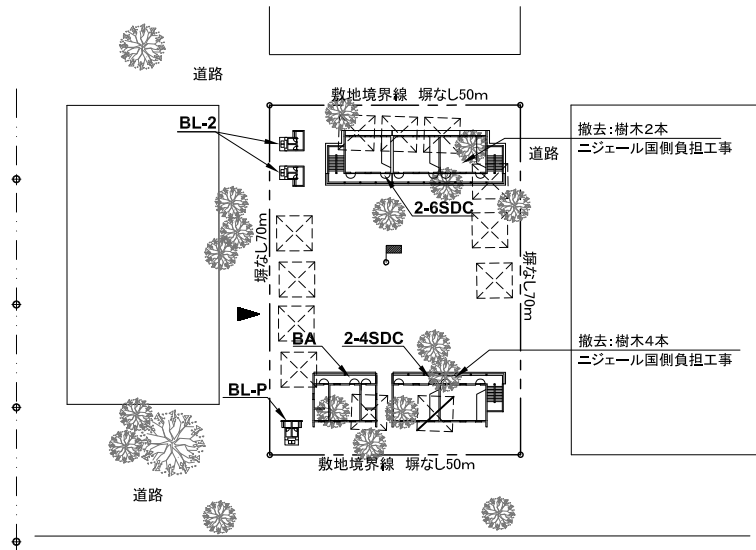 道路
敷地境界線 塀なし50m
BL-2
撤去：樹木２本
ニジェール国側負担工事
道路
2-6SDC
塀なし70m
塀なし70m
BA
2-4SDC
撤去：樹木４本
ニジェール国側負担工事
BL-P
敷地境界線 塀なし50m
道路